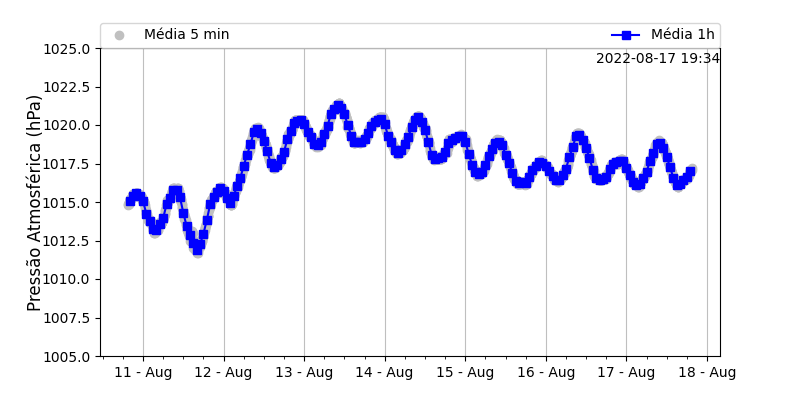 Média 5 min
Média 1h
2022-08-17 19:34
Pressão Atmosférica (hPa)
1025.0
1022.5
1020.0
1017.5
1015.0
1012.5
1010.0
1007.5
1005.0
11 - Aug
12 - Aug
13 - Aug
14 - Aug
15 - Aug
16 - Aug
17 - Aug
18 - Aug